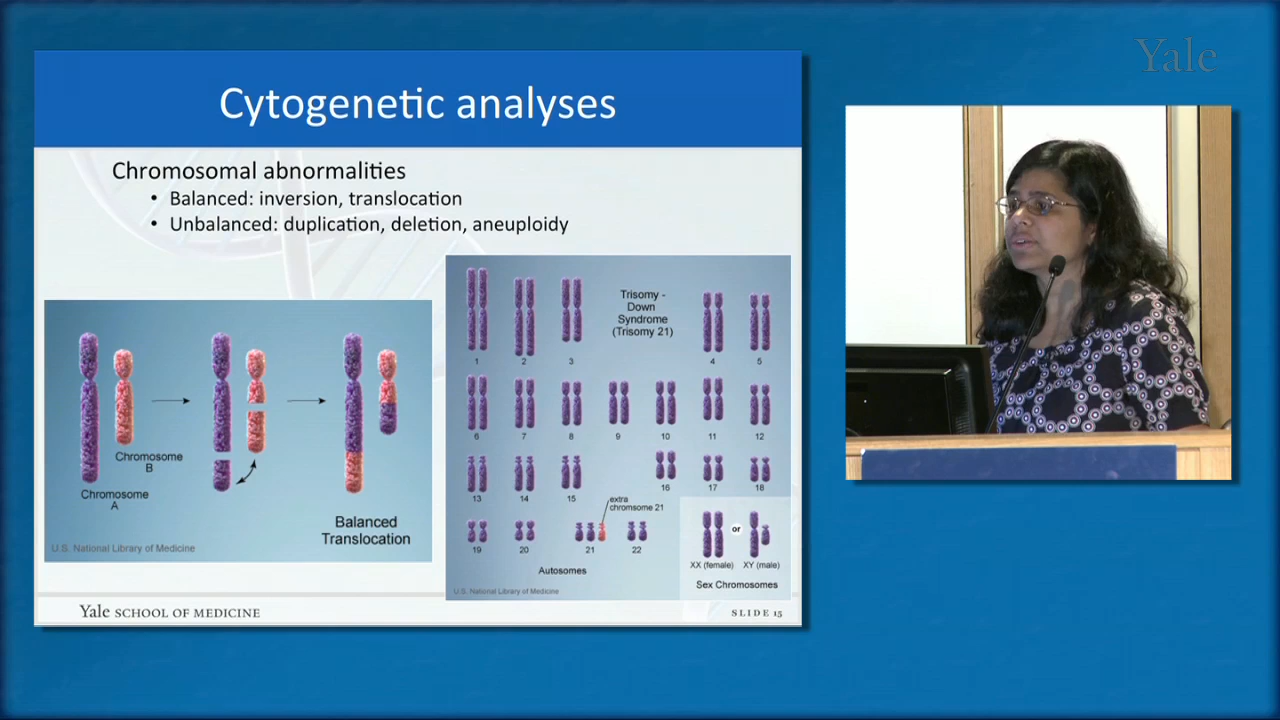 Yale
Cytogenetic analyses
Chromosomal abnormalities
• Balanced: inversion, translocation
• Unbalanced: duplication, deletion, aneuploidy
Chromosome
A
Chromosome
B
Balanced
Translocation
U.S. National Library of Medicine
Trisomy -
Down
Syndrome
(Trisomy 21)
1 2 3 4 5
6 7 8 9 10 11 12
13 14 15 16 17 18
extra
chromsome 21
19 20 21 22
Autosomes
or
XX (female) XY (male)
Sex Chromosomes
U.S. National Library of Medicine
Yale SCHOOL OF MEDICINE
SLIDE 15